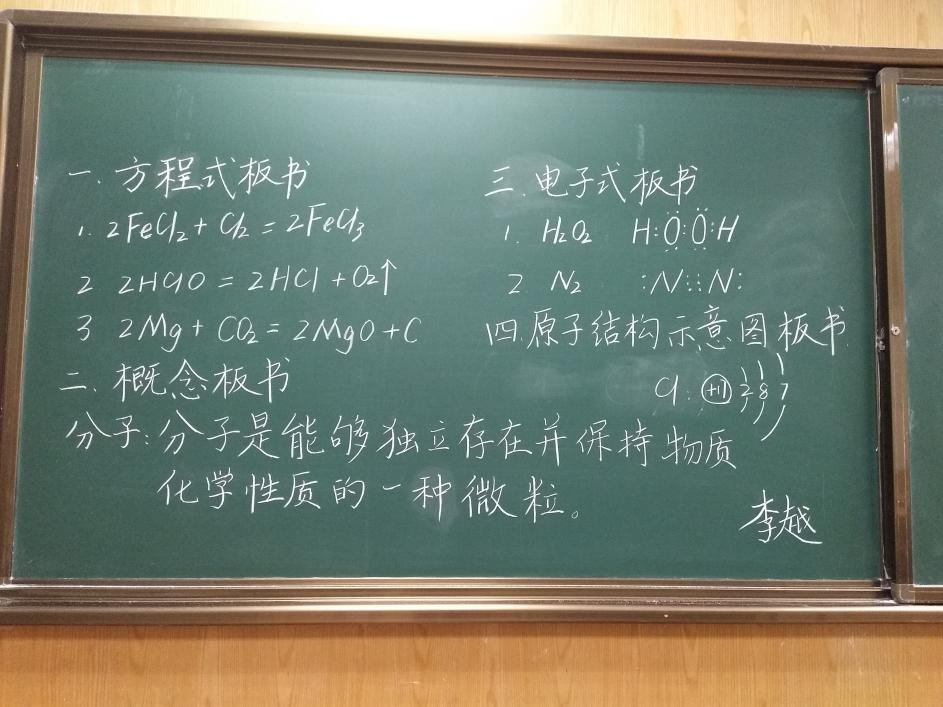 一. 方程式板书
1. 2FeCl₂ + Cl₂ = 2FeCl₃
2 2HClO = 2HCl + O₂↑
3 2Mg + CO₂ = 2MgO + C
二. 概念板书
分子: 分子是能够独立存在并保持物质
化学性质的一种微粒。
三. 电子式板书
1. H₂O₂ H:Ö:Ö:H
2. N₂ :N⋮⋮N:
四.原子结构示意图板书
Cl: +17 2 8 7
李越